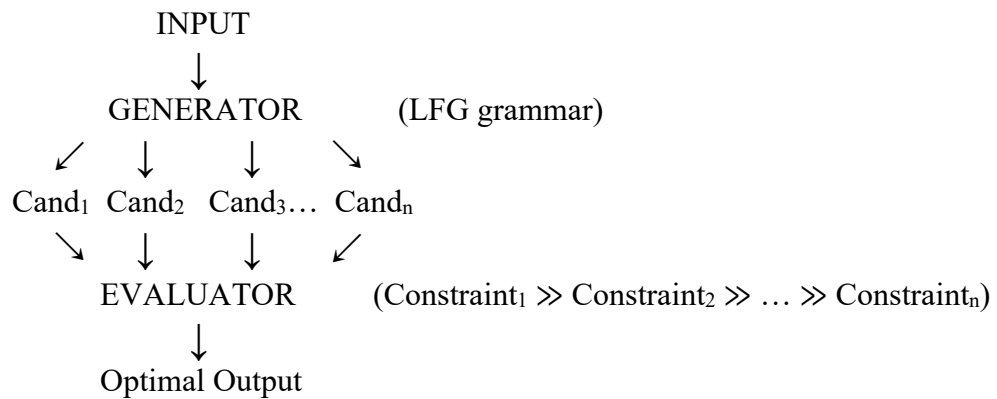 INPUT
↓
GENERATOR (LFG grammar)
↙ ↓ ↓ ↘
Cand₁ Cand₂ Cand₃… Candₙ
↘ ↓ ↓ ↙
EVALUATOR (Constraint₁ ≫ Constraint₂ ≫ … ≫ Constraintₙ)
↓
Optimal Output